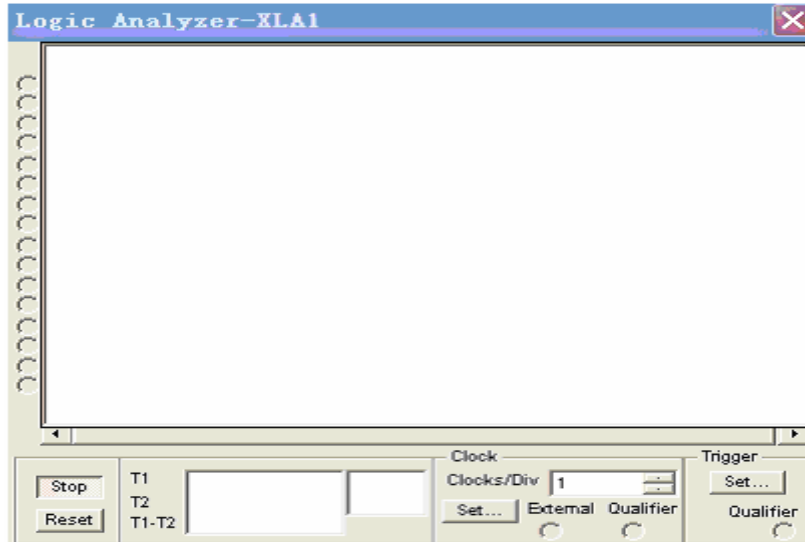 Logic Analyzer-XLA1
Stop
Reset
T1
T2
T1-T2
Clock
Clocks/Div 1
Set... External Qualifier
Trigger
Set...
Qualifier